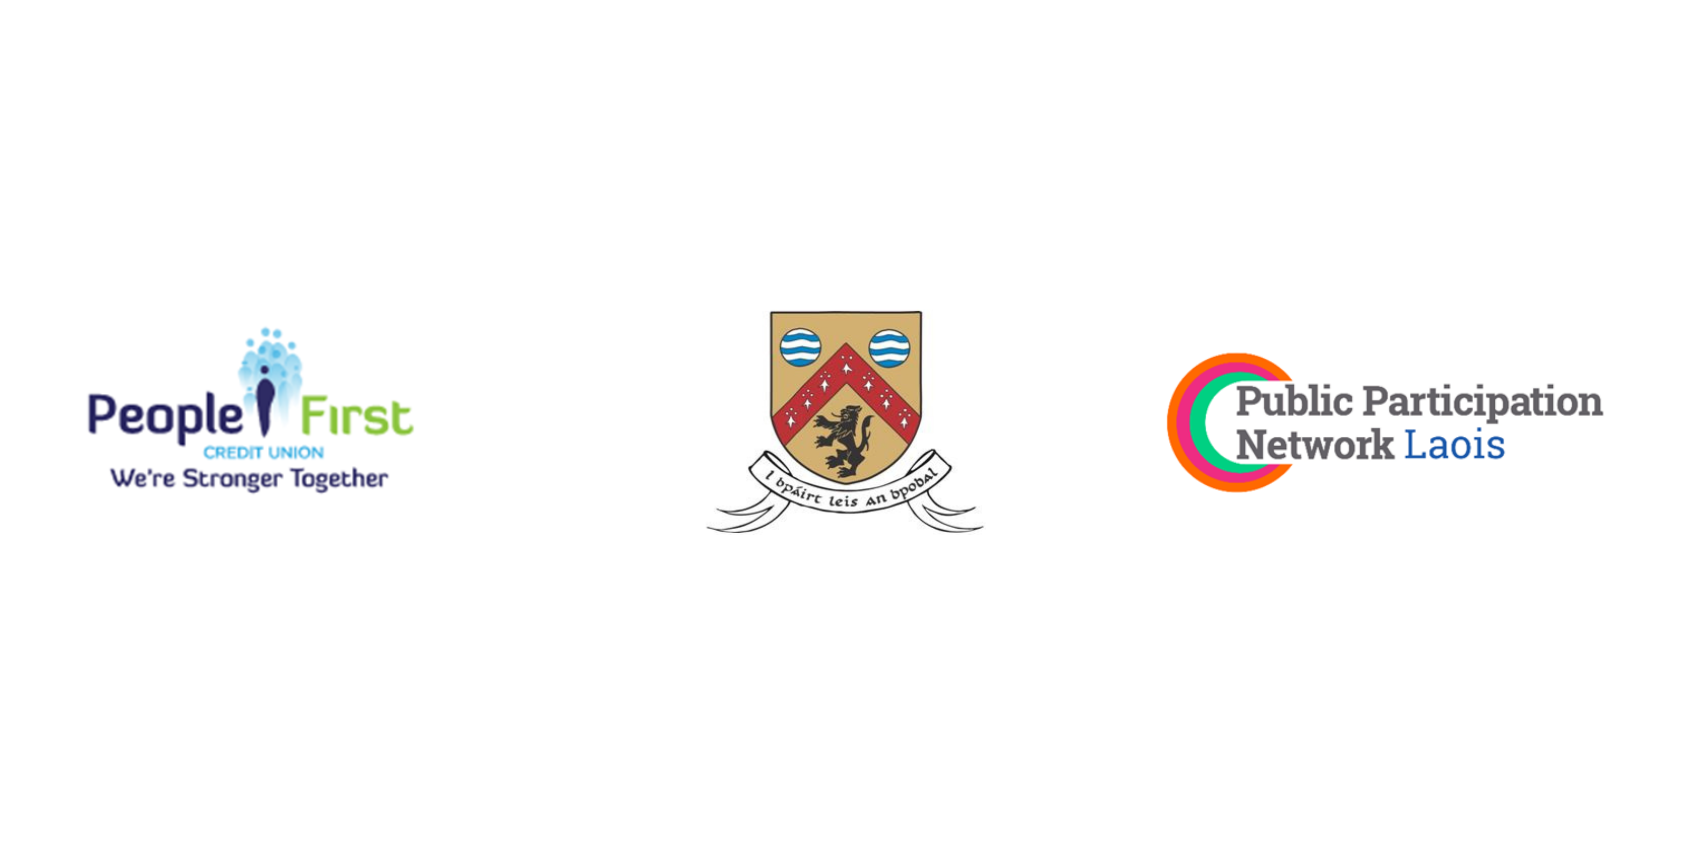 People First
CREDIT UNION
We're Stronger Together
I bpáirt leis an bpobal
Public Participation
Network Laois